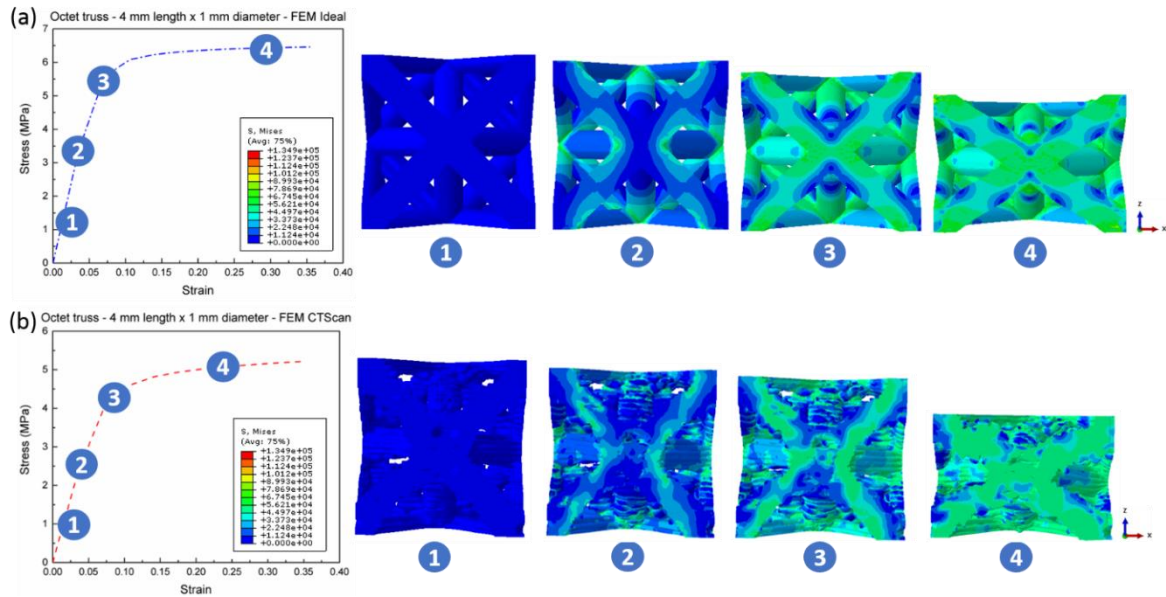 (a)
Octet truss - 4 mm length x 1 mm diameter - FEM Ideal
7
6
5
4
3
2
1
0
Stress (MPa)
0.00 0.05 0.10 0.15 0.20 0.25 0.30 0.35 0.40
Strain
1
2
3
4
S, Mises
(Avg: 75%)
+1.349e+05
+1.237e+05
+1.124e+05
+1.012e+05
+8.993e+04
+7.869e+04
+6.745e+04
+5.621e+04
+4.497e+04
+3.373e+04
+2.248e+04
+1.124e+04
+0.000e+00
1
2
3
4
z
x
(b)
Octet truss - 4 mm length x 1 mm diameter - FEM CTScan
6
5
4
3
2
1
0
Stress (MPa)
0.00 0.05 0.10 0.15 0.20 0.25 0.30 0.35 0.40
Strain
1
2
3
4
S, Mises
(Avg: 75%)
+1.349e+05
+1.237e+05
+1.124e+05
+1.012e+05
+8.993e+04
+7.869e+04
+6.745e+04
+5.621e+04
+4.497e+04
+3.373e+04
+2.248e+04
+1.124e+04
+0.000e+00
1
2
3
4
z
x